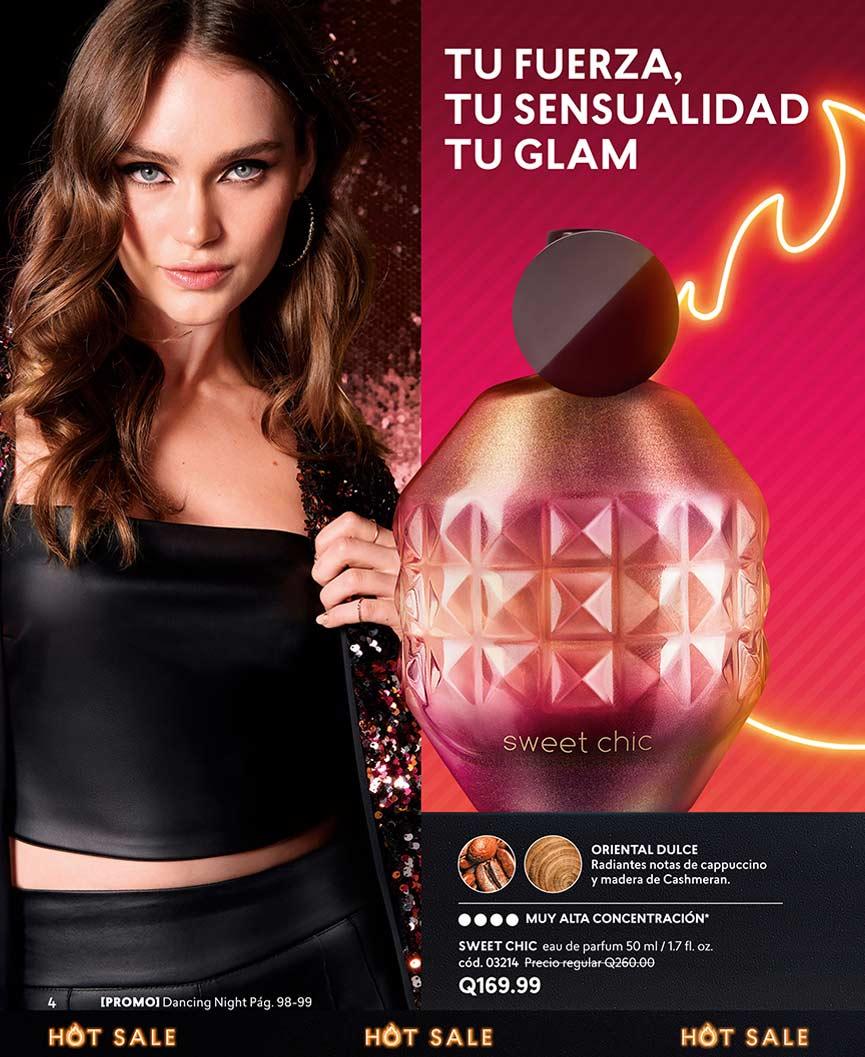 TU FUERZA,
TU SENSUALIDAD
TU GLAM
sweet chic
ORIENTAL DULCE
Radiantes notas de cappuccino
y madera de Cashmeran.
MUY ALTA CONCENTRACIÓN*
SWEET CHIC eau de parfum 50 ml / 1.7 fl. oz.
cód. 03214 Precio regular Q260.00
Q169.99
4 [PROMO] Dancing Night Pág. 98-99
HOT SALE HOT SALE HOT SALE